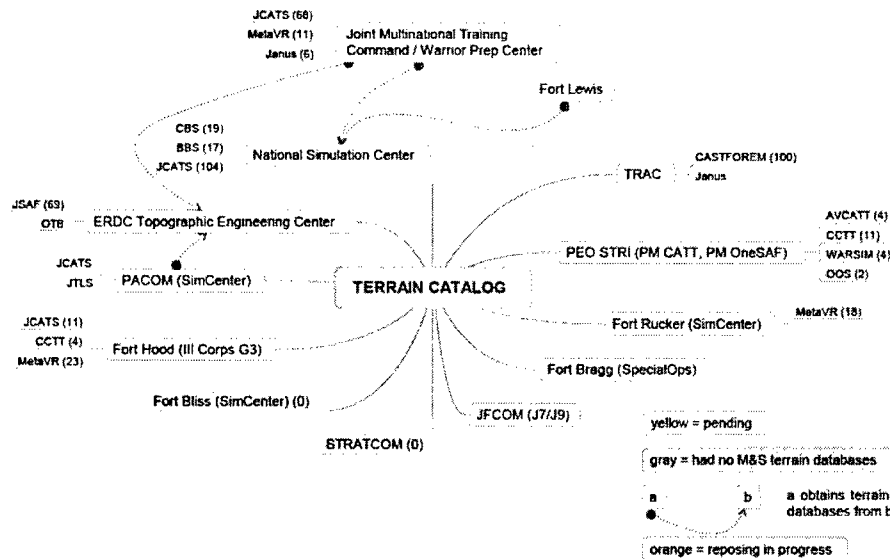 JCATS (68)
MetaVR (11)
Janus (6)
Joint Multinational Training
Command / Warrior Prep Center
Fort Lewis
CBS (19)
BBS (17)
JCATS (104)
National Simulation Center
TRAC
CASTFOREM (100)
Janus
JSAF (69)
OTB
ERDC Topographic Engineering Center
AVCATT (4)
CCTT (11)
WARSIM (4)
OOS (2)
PEO STRI (PM CATT, PM OneSAF)
JCATS
JTLS
PACOM (SimCenter)
TERRAIN CATALOG
JCATS (11)
CCTT (4)
MetaVR (23)
Fort Hood (III Corps G3)
Fort Rucker (SimCenter)
MetaVR (18)
Fort Bragg (SpecialOps)
Fort Bliss (SimCenter) (0)
JFCOM (J7/J9)
STRATCOM (0)
yellow = pending
gray = had no M&S terrain databases
a
b
a obtains terrain
databases from b
orange = reposing in progress